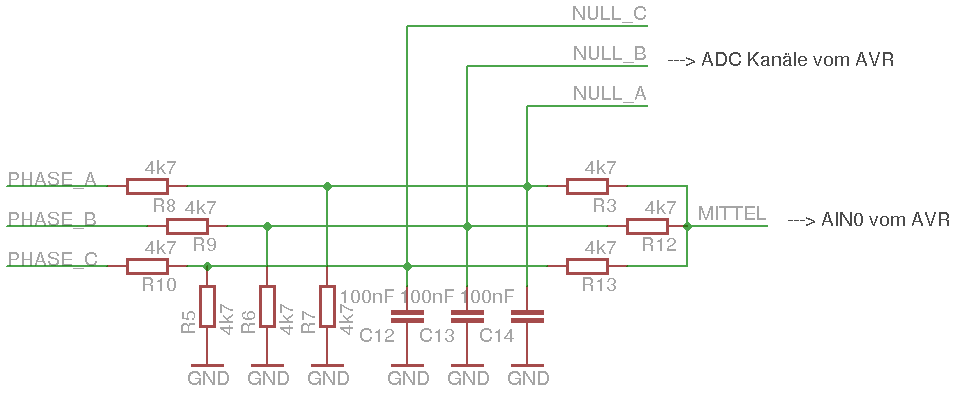 NULL_C
NULL_B
---> ADC Kanäle vom AVR
NULL_A
PHASE_A
4k7
R8
4k7
R3
PHASE_B
4k7
R9
4k7
R12
MITTEL
---> AIN0 vom AVR
PHASE_C
4k7
R10
4k7
R13
R5
4k7
R6
4k7
R7
4k7
100nF
100nF
100nF
C12
C13
C14
GND
GND
GND
GND
GND
GND